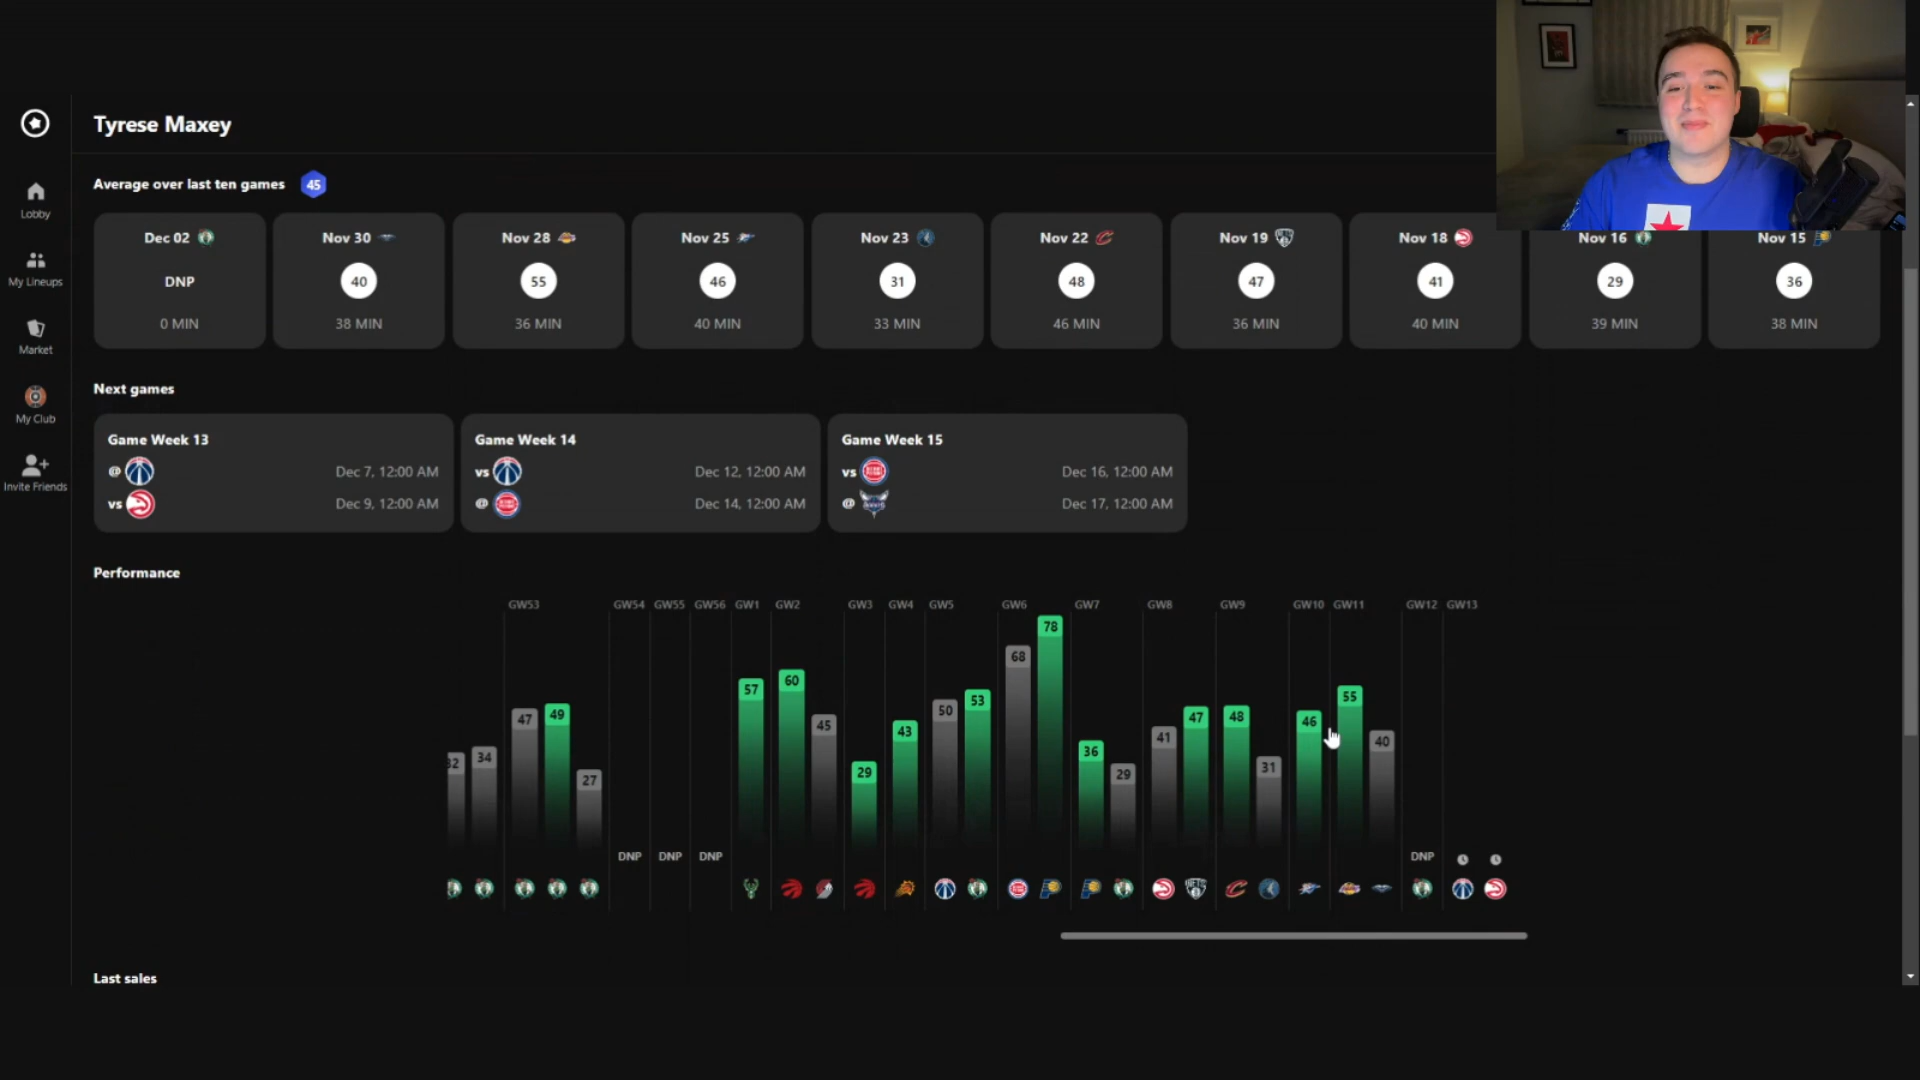 Tyrese Maxey
Average over last ten games 45
Lobby
My Lineups
Market
My Club
Invite Friends
Dec 02 Nov 30 Nov 28 Nov 25 Nov 23 Nov 22 Nov 19 Nov 18 Nov 16 Nov 15
DNP 40 55 46 31 48 47 41 29 36
0 MIN 38 MIN 36 MIN 40 MIN 33 MIN 46 MIN 36 MIN 40 MIN 39 MIN 38 MIN
Next games
Game Week 13
@ Dec 7, 12:00 AM
vs Dec 9, 12:00 AM
Game Week 14
vs Dec 12, 12:00 AM
@ Dec 14, 12:00 AM
Game Week 15
vs Dec 16, 12:00 AM
@ Dec 17, 12:00 AM
Performance
GW53 GW54 GW55 GW56 GW1 GW2 GW3 GW4 GW5 GW6 GW7 GW8 GW9 GW10 GW11 GW12 GW13
32 34 47 49 27 57 60 45 29 43 50 53 68 78 36 29 41 47 48 31 46 55 40
DNP DNP DNP DNP
Last sales